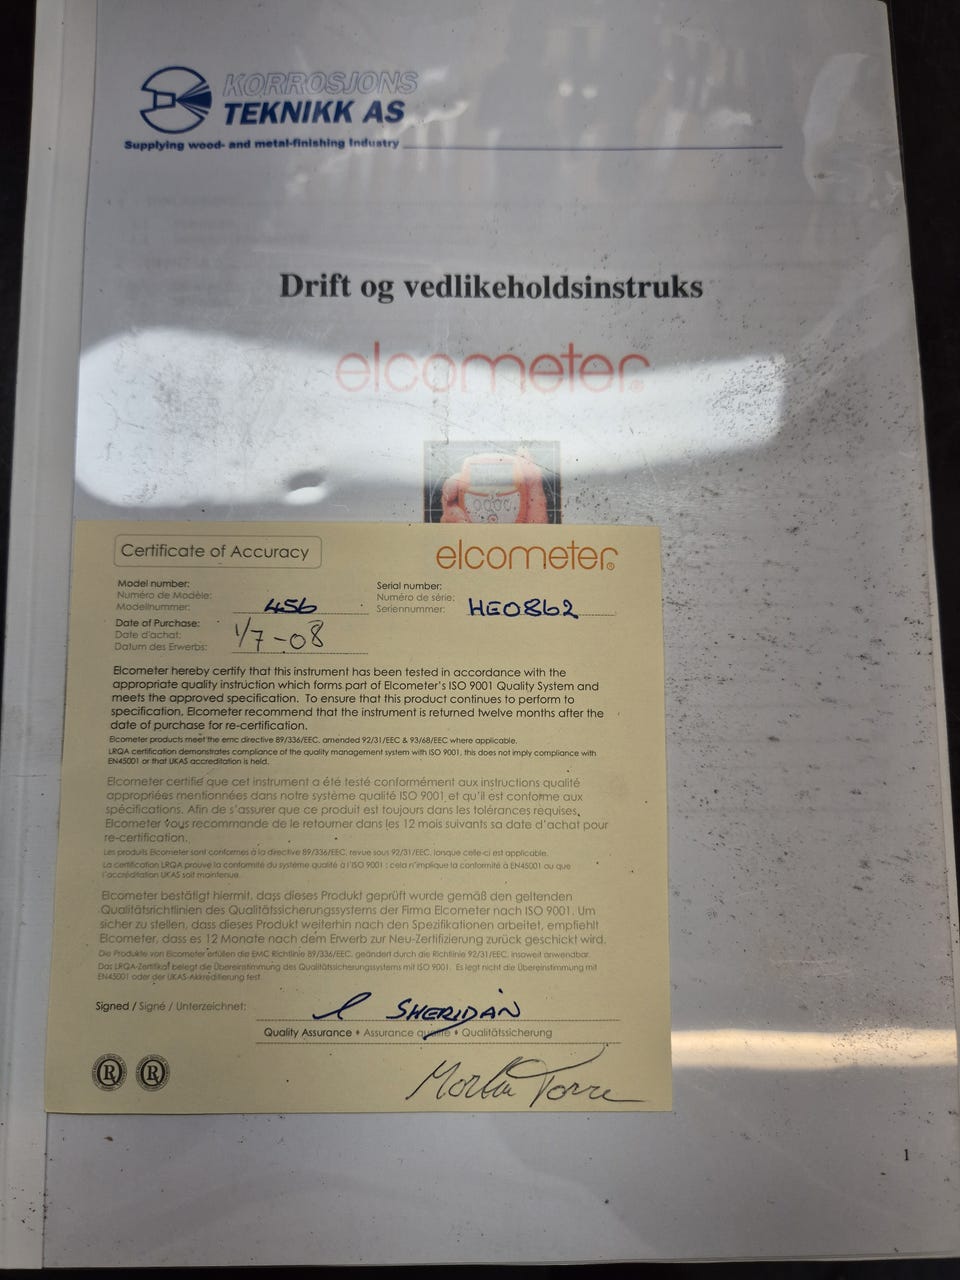 KORROSJONS
TEKNIKK AS
Supplying wood- and metal-finishing Industry
Drift og vedlikeholdsinstruks
elcometer®
Certificate of Accuracy
elcometer®
Model number:
Numéro de Modèle:
Modellnummer: 456
Serial number:
Numéro de série:
Seriennummer: HE0862
Date of Purchase:
Date d'achat: 1/7-08
Datum des Erwerbs:
Elcometer hereby certify that this instrument has been tested in accordance with the
appropriate quality instruction which forms part of Elcometer's ISO 9001 Quality System and
meets the approved specification. To ensure that this product continues to perform to
specification, Elcometer recommend that the instrument is returned twelve months after the
date of purchase for re-certification.
Elcometer products meet the emc directive 89/336/EEC, amended 92/31/EEC & 93/68/EEC where applicable.
LRQA certification demonstrates compliance of the quality management system with ISO 9001, this does not imply compliance with
EN45001 or that UKAS accreditation is held.
Elcometer certifie que cet instrument a été testé conformément aux instructions qualité
appropriées mentionnées dans notre système qualité ISO 9001 et qu'il est conforme aux
spécifications. Afin de s'assurer que ce produit est toujours dans les tolérances requises,
Elcometer vous recommande de le retourner dans les 12 mois suivants sa date d'achat pour
re-certification.
Les produits Elcometer sont conformes à la directive 89/336/EEC, revue sous 92/31/EEC, lorsque celle-ci est applicable.
La certification LRQA prouve la conformité du système qualité à l'ISO 9001 ; cela n'implique la conformité à EN45001 ou que
l'accréditation UKAS soit maintenue.
Elcometer bestätigt hiermit, dass dieses Produkt geprüft wurde gemäß den geltenden
Qualitätsrichtlinien des Qualitätssicherungssystems der Firma Elcometer nach ISO 9001. Um
sicher zu stellen, dass dieses Produkt weiterhin nach den Spezifikationen arbeitet, empfiehlt
Elcometer, dass es 12 Monate nach dem Erwerb zur Neu-Zertifizierung zurück geschickt wird.
Die Produkte von Elcometer erfüllen die EMC Richtlinie 89/336/EEC, geändert durch die Richtlinie 92/31/EEC, insoweit anwendbar.
Das LRQA-Zertifikat belegt die Übereinstimmung des Qualitätssicherungssystems mit ISO 9001. Es legt nicht die Übereinstimmung mit
EN45001 oder der UKAS-Akkreditierung fest.
Signed / Signé / Unterzeichnet: SHERIDAN
Quality Assurance • Assurance qualité • Qualitätssicherung
R R
1